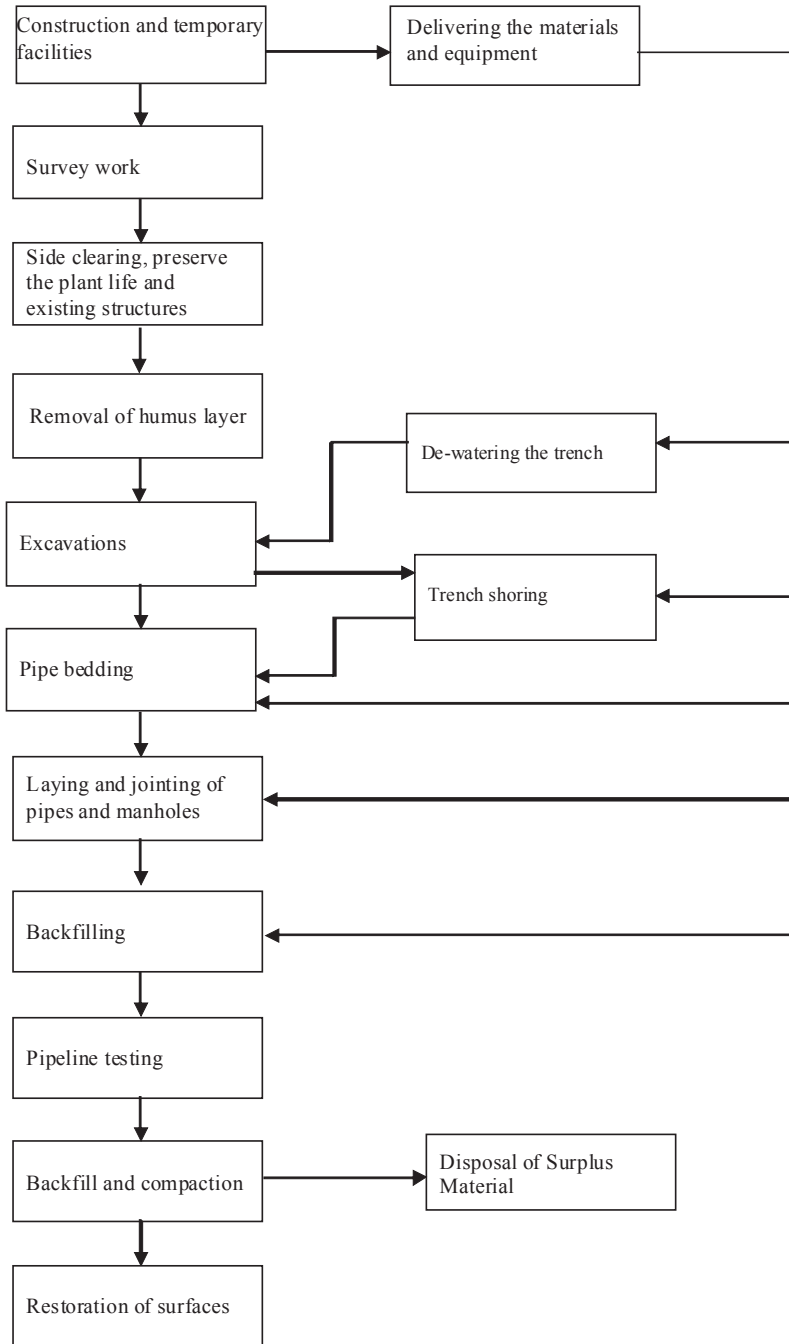 Construction and temporary
facilities
Delivering the materials
and equipment
Survey work
Side clearing, preserve
the plant life and
existing structures
Removal of humus layer
De-watering the trench
Excavations
Trench shoring
Pipe bedding
Laying and jointing of
pipes and manholes
Backfilling
Pipeline testing
Backfill and compaction
Disposal of Surplus
Material
Restoration of surfaces